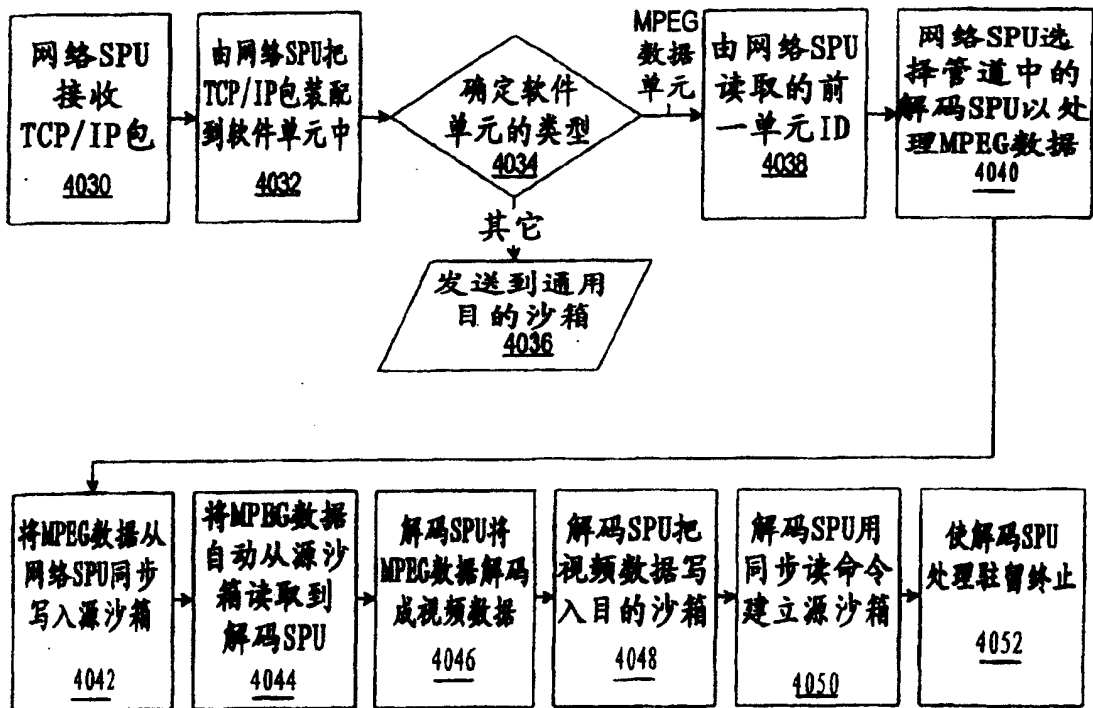 网络SPU
接收
TCP/IP包
4030
由网络SPU把
TCP/IP包装配
到软件单元中
4032
确定软件
单元的类型
4034
MPEG
数据
单元
其它
发送到通用
目的沙箱
4036
由网络SPU
读取的前
一单元ID
4038
网络SPU选
择管道中的
解码SPU以处
理MPEG数据
4040
将MPEG数据从
网络SPU同步
写入源沙箱
4042
将MPEG数据
自动从源沙
箱读取到
解码SPU
4044
解码SPU将
MPEG数据解码
成视频数据
4046
解码SPU把
视频数据写
入目的沙箱
4048
解码SPU用
同步读命令
建立源沙箱
4050
使解码SPU
处理驻留终止
4052